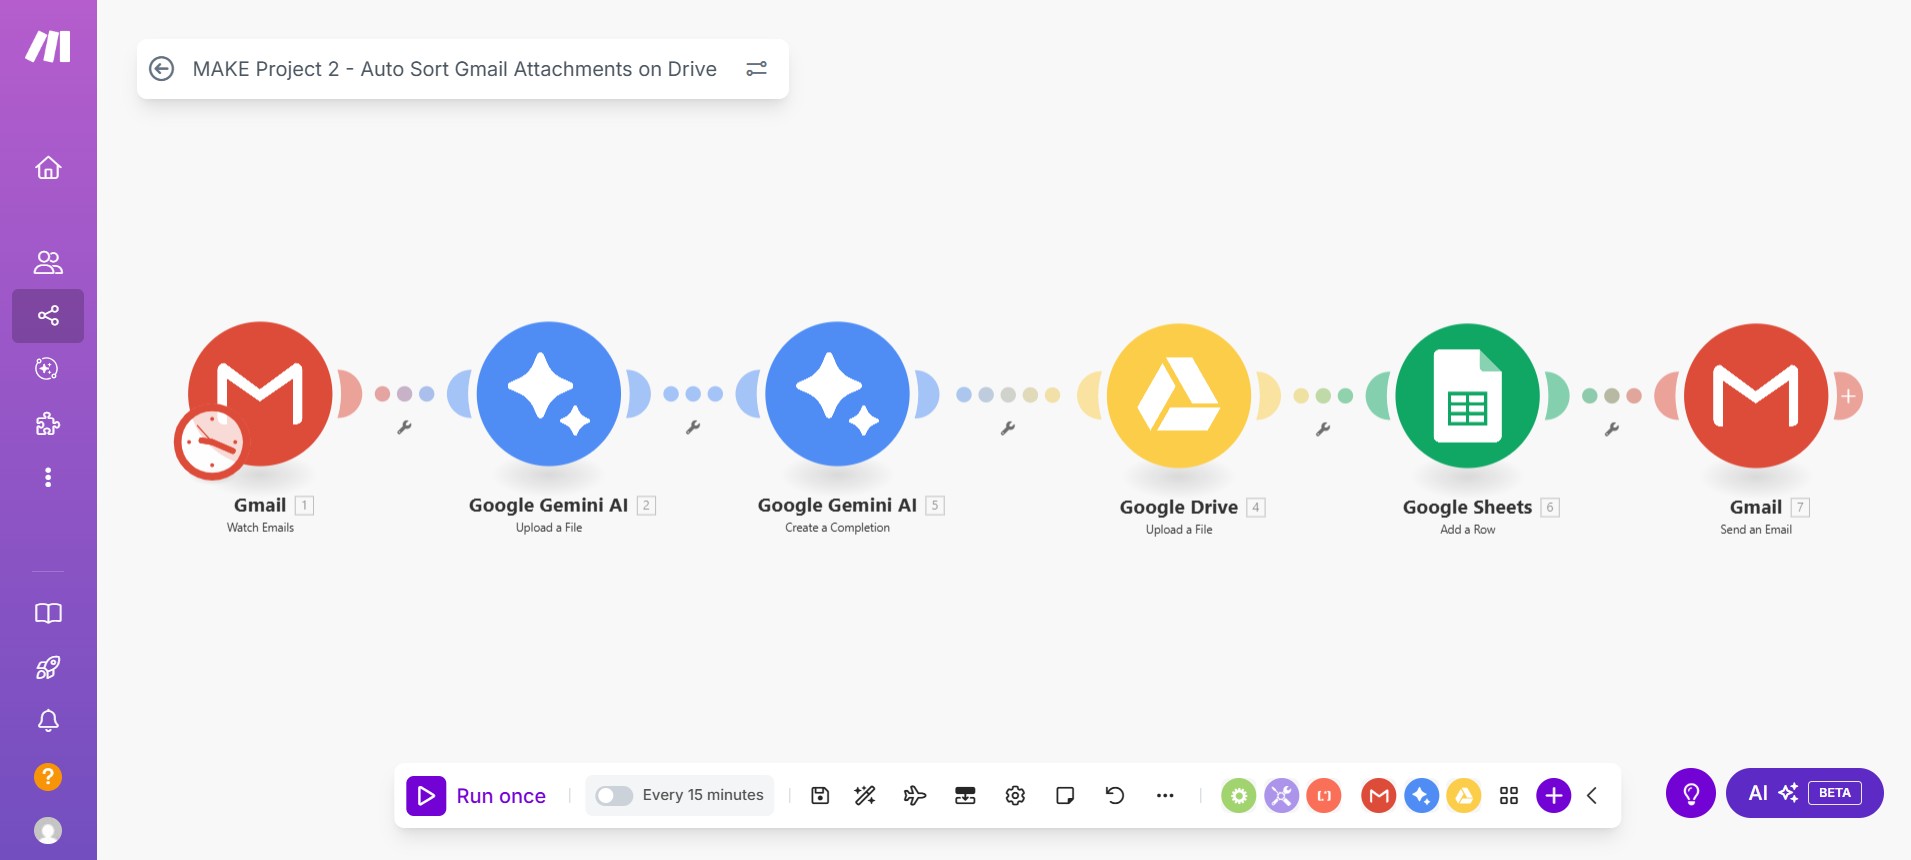 MAKE Project 2 - Auto Sort Gmail Attachments on Drive
Gmail 1
Watch Emails
Google Gemini AI 2
Upload a File
Google Gemini AI 5
Create a Completion
Google Drive 4
Upload a File
Google Sheets 6
Add a Row
Gmail 7
Send an Email
?
Run once
Every 15 minutes
AI BETA